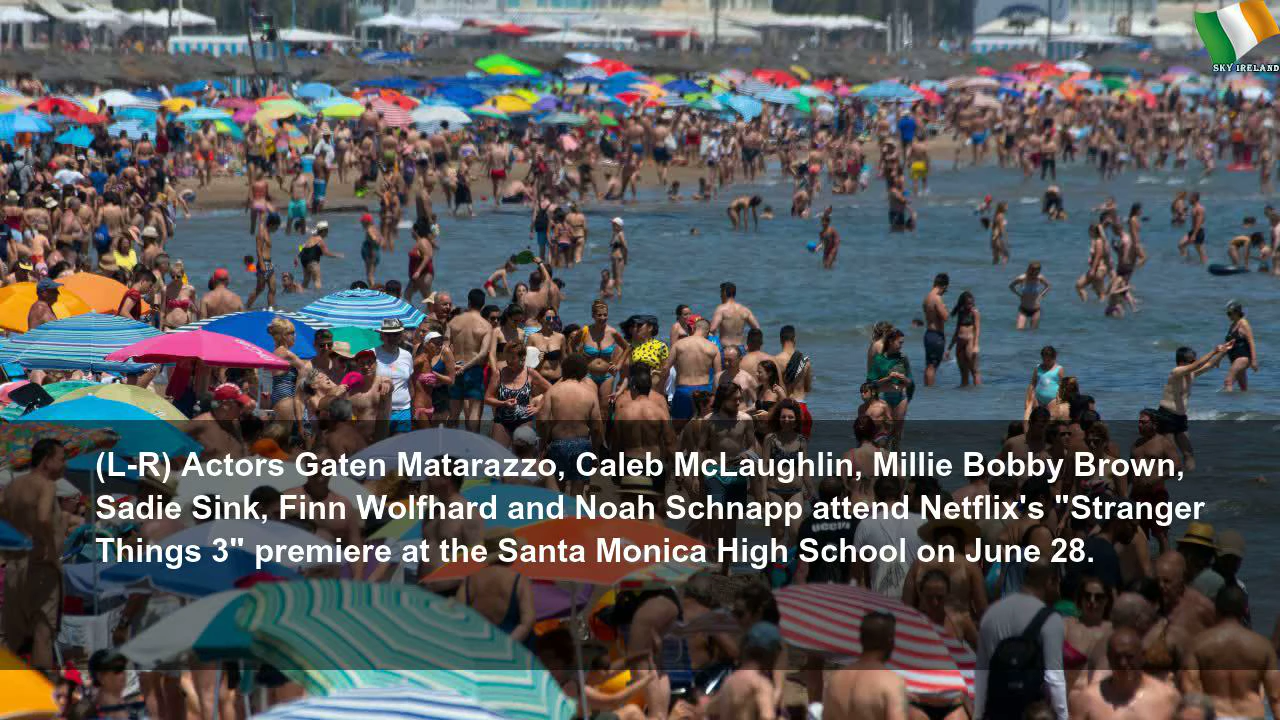 SKY IRELAND
(L-R) Actors Gaten Matarazzo, Caleb McLaughlin, Millie Bobby Brown,
Sadie Sink, Finn Wolfhard and Noah Schnapp attend Netflix's "Stranger
Things 3" premiere at the Santa Monica High School on June 28.